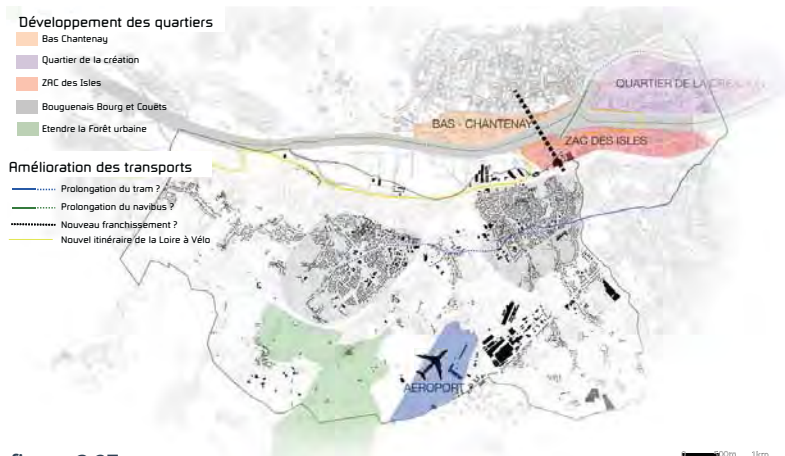 Développement des quartiers
Bas Chantenay
Quartier de la création
ZAC des Isles
Bouguenais Bourg et Couëts
Etendre la Forêt urbaine
Amélioration des transports
Prolongation du tram ?
Prolongation du navibus ?
Nouveau franchissement ?
Nouvel itinéraire de la Loire à Vélo
QUARTIER DE LA CREATION
BAS - CHANTENAY
ZAC DES ISLES
AEROPORT
1km